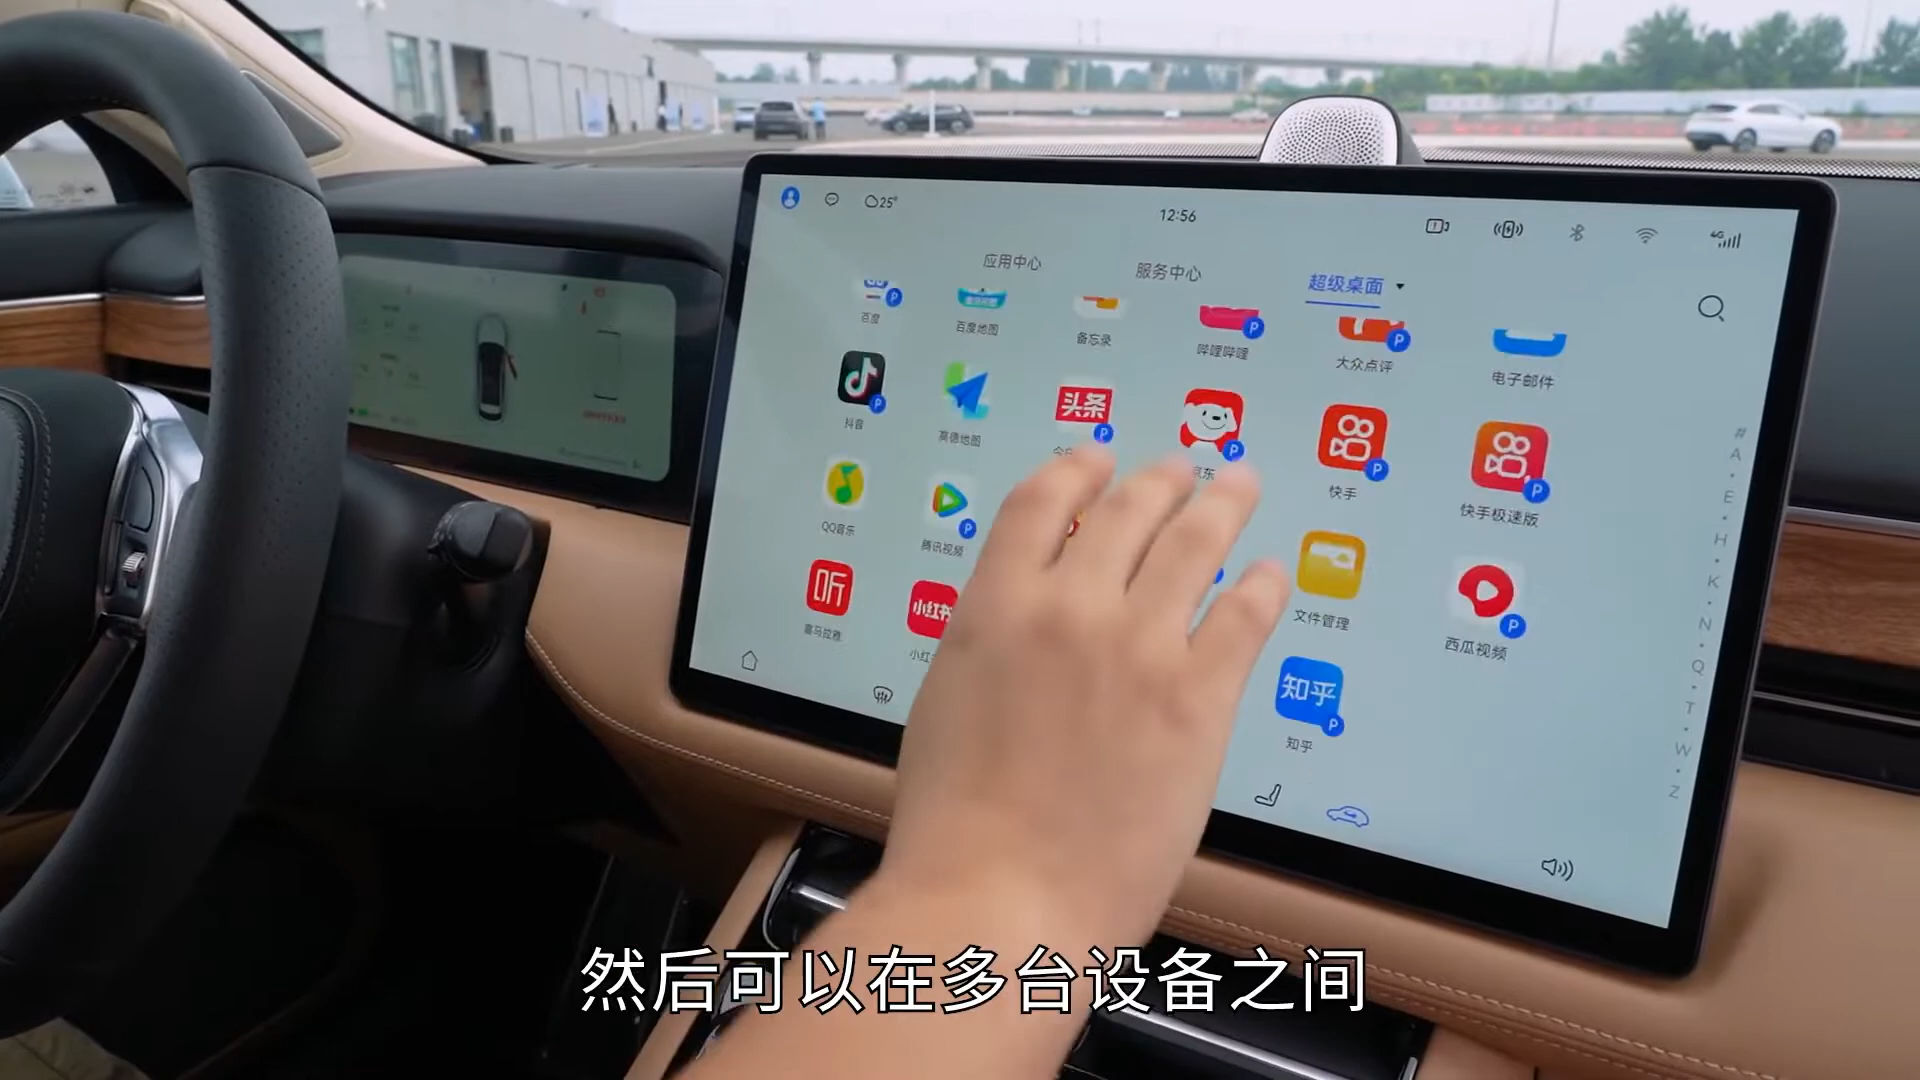 25°
12:56
4G
应用中心
服务中心
超级桌面
百度
百度地图
备忘录
哔哩哔哩
大众点评
电子邮件
头条
抖音
高德地图
京东
快手
快手极速版
QQ音乐
腾讯视频
文件管理
西瓜视频
听
喜马拉雅
小红书
知乎
知乎
#
A
E
H
K
N
Q
T
W
Z
然后可以在多台设备之间